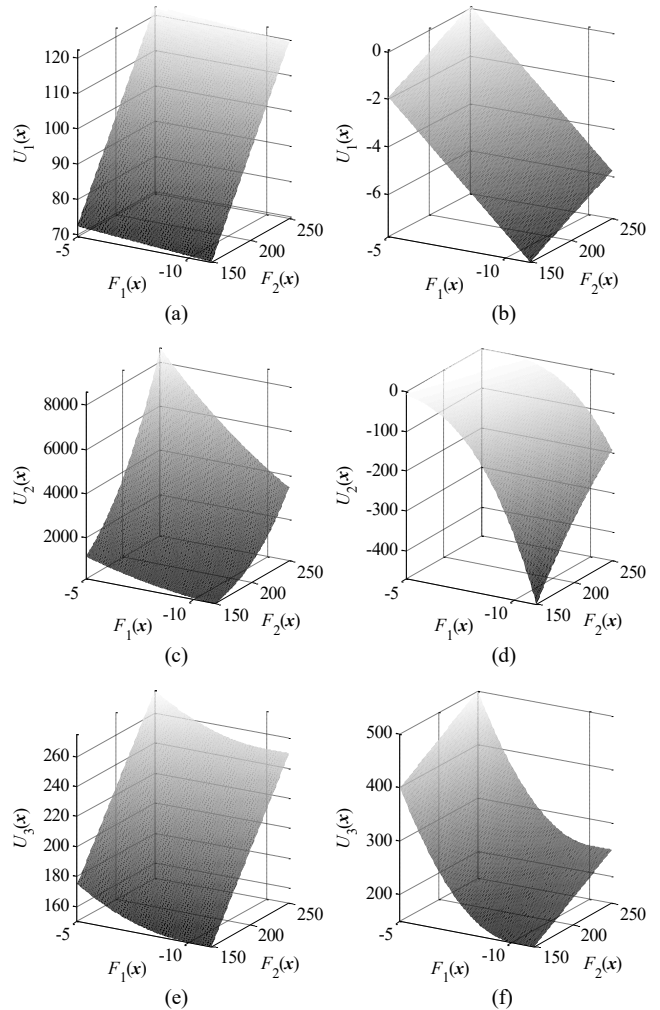 120
110
100
90
80
70
-5
-10
150
200
250
U1(x)
F1(x)
F2(x)
(a)
0
-2
-4
-6
-5
-10
150
200
250
U1(x)
F1(x)
F2(x)
(b)
8000
6000
4000
2000
-5
-10
150
200
250
U2(x)
F1(x)
F2(x)
(c)
0
-100
-200
-300
-400
-5
-10
150
200
250
U2(x)
F1(x)
F2(x)
(d)
260
240
220
200
180
160
-5
-10
150
200
250
U3(x)
F1(x)
F2(x)
(e)
500
400
300
200
-5
-10
150
200
250
U3(x)
F1(x)
F2(x)
(f)